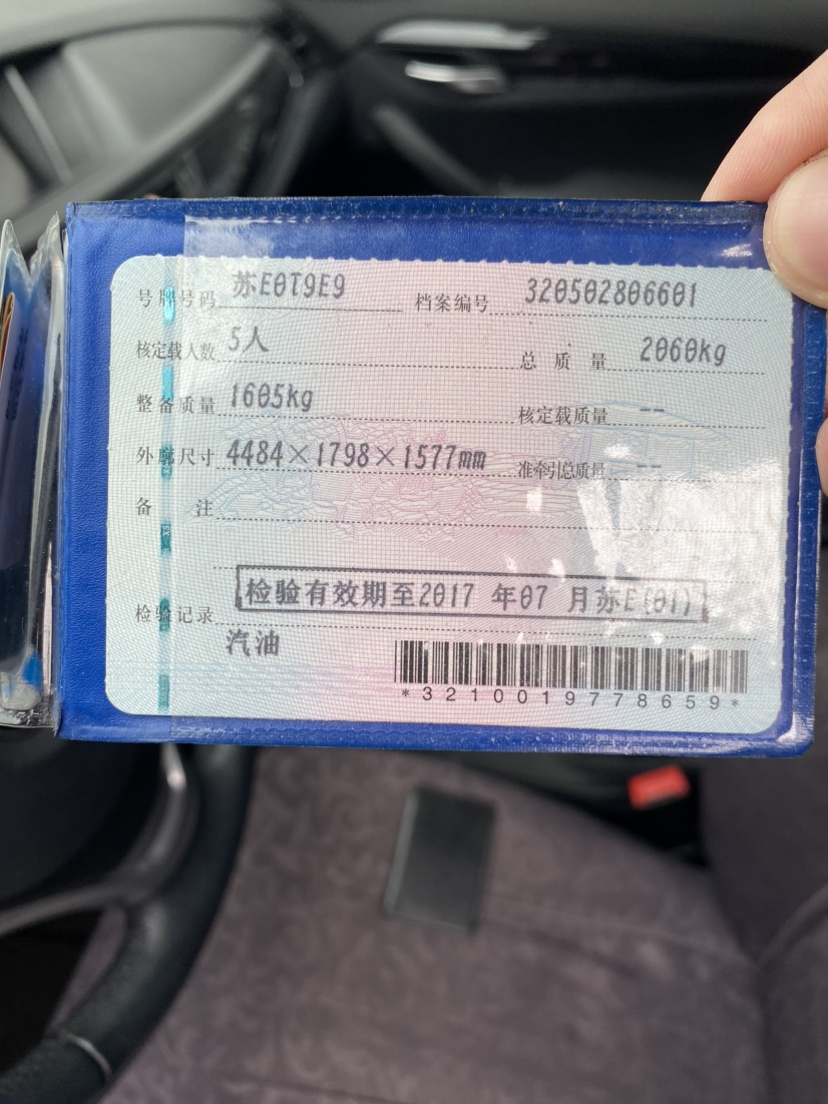 号牌号码 苏E0T9E9 档案编号 320502806601
核定载人数 5人 总质量 2060kg
整备质量 1605kg 核定载质量 --
外廓尺寸 4484×1798×1577mm 准牵引总质量 --
备注
检验记录 检验有效期至2017年07月苏E(01)
汽油
*3210019778659*